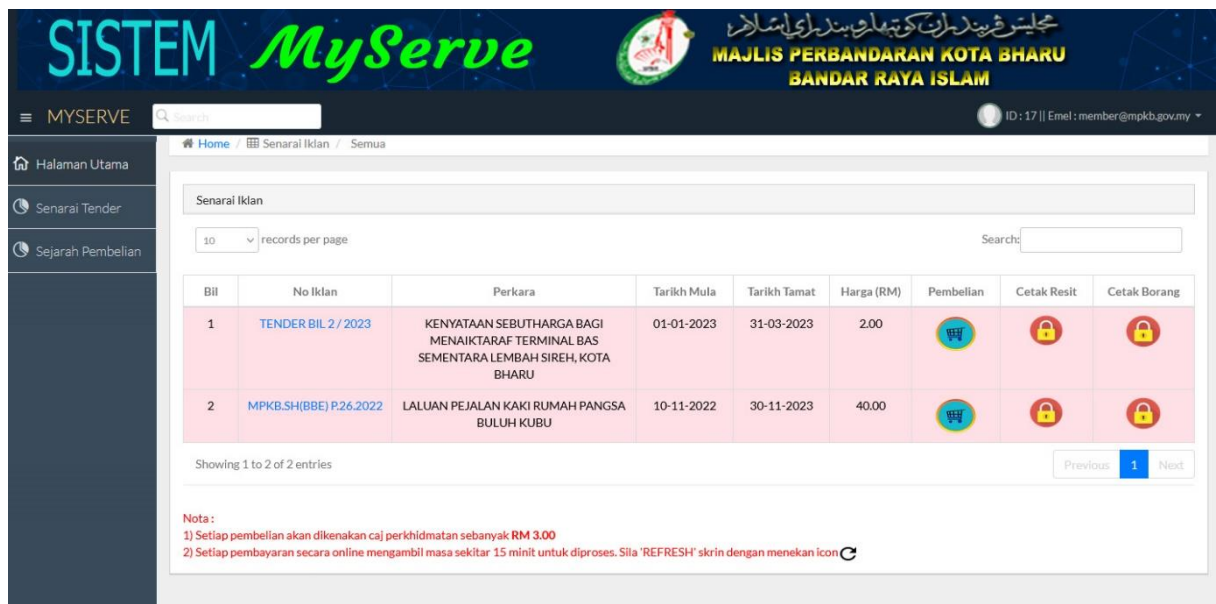 SISTEM MyServe
مجليس ڤربندرن كوت بهارو بندر راي إسلام
MAJLIS PERBANDARAN KOTA BHARU
BANDAR RAYA ISLAM
MYSERVE
Search
ID : 17 || Emel : member@mpkb.gov.my
Halaman Utama
Senarai Tender
Sejarah Pembelian
Home / Senarai Iklan / Semua
Senarai Iklan
10 records per page
Search:
Bil No Iklan Perkara Tarikh Mula Tarikh Tamat Harga (RM) Pembelian Cetak Resit Cetak Borang
1 TENDER BIL 2 / 2023 KENYATAAN SEBUTHARGA BAGI 01-01-2023 31-03-2023 2.00
MENAIKTARAF TERMINAL BAS
SEMENTARA LEMBAH SIREH, KOTA
BHARU
2 MPKB.SH(BBE) P.26.2022 LALUAN PEJALAN KAKI RUMAH PANGSA 10-11-2022 30-11-2023 40.00
BULUH KUBU
Showing 1 to 2 of 2 entries
Previous 1 Next
Nota :
1) Setiap pembelian akan dikenakan caj perkhidmatan sebanyak RM 3.00
2) Setiap pembayaran secara online mengambil masa sekitar 15 minit untuk diproses. Sila 'REFRESH' skrin dengan menekan icon